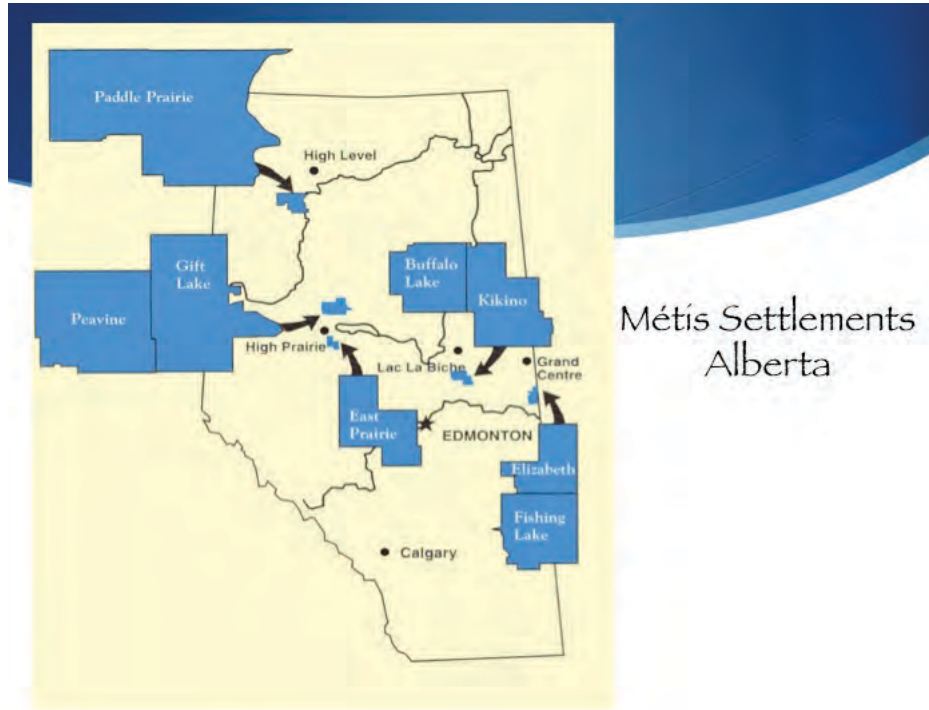 Paddle Prairie
High Level
Gift
Lake
Buffalo
Lake
Kikino
Peavine
High Prairie
Lac La Biche
Grand
Centre
East
Prairie
EDMONTON
Elizabeth
Fishing
Lake
Calgary
Métis Settlements
Alberta